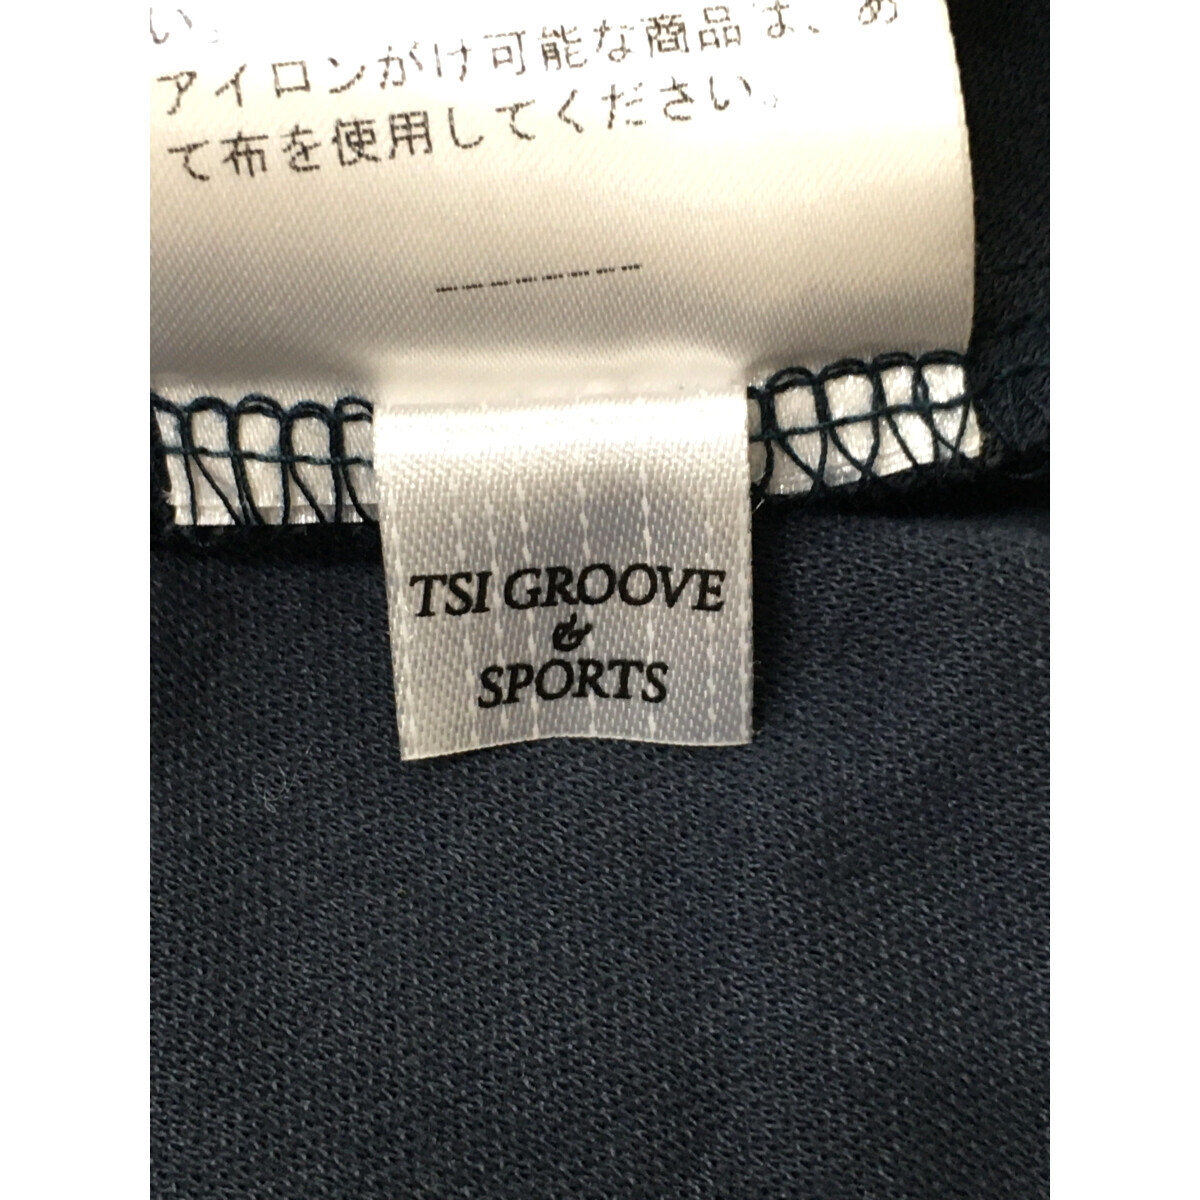 い。
アイロンがけ可能な商品は、あ
て布を使用してください。
--------
TSI GROOVE
&
SPORTS